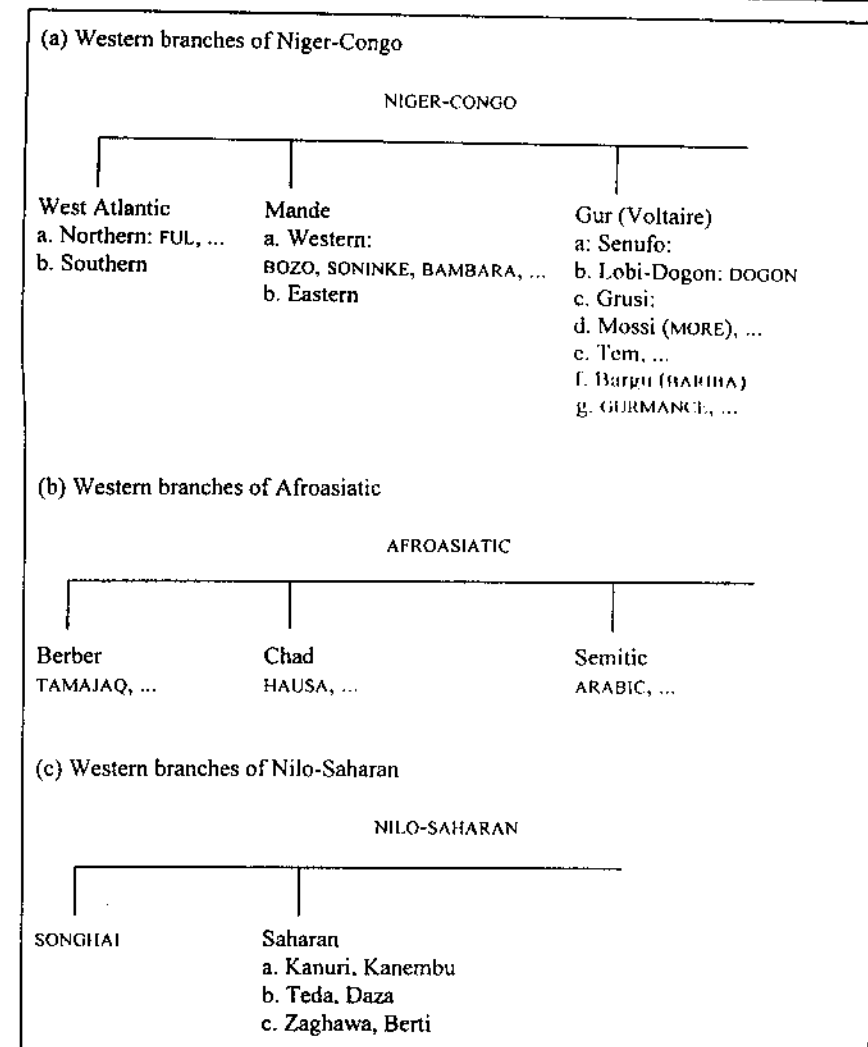 (a) Western branches of Niger-Congo
NIGER-CONGO
West Atlantic
a. Northern: FUL, ...
b. Southern
Mande
a. Western:
BOZO, SONINKE, BAMBARA, ...
b. Eastern
Gur (Voltaire)
a: Senufo:
b. Lobi-Dogon: DOGON
c. Grusi:
d. Mossi (MORE), ...
e. Tem, ...
f. Bargu (BARIBA)
g. GURMANCE, ...
(b) Western branches of Afroasiatic
AFROASIATIC
Berber
TAMAJAQ, ...
Chad
HAUSA, ...
Semitic
ARABIC, ...
(c) Western branches of Nilo-Saharan
NILO-SAHARAN
SONGHAI
Saharan
a. Kanuri, Kanembu
b. Teda, Daza
c. Zaghawa, Berti